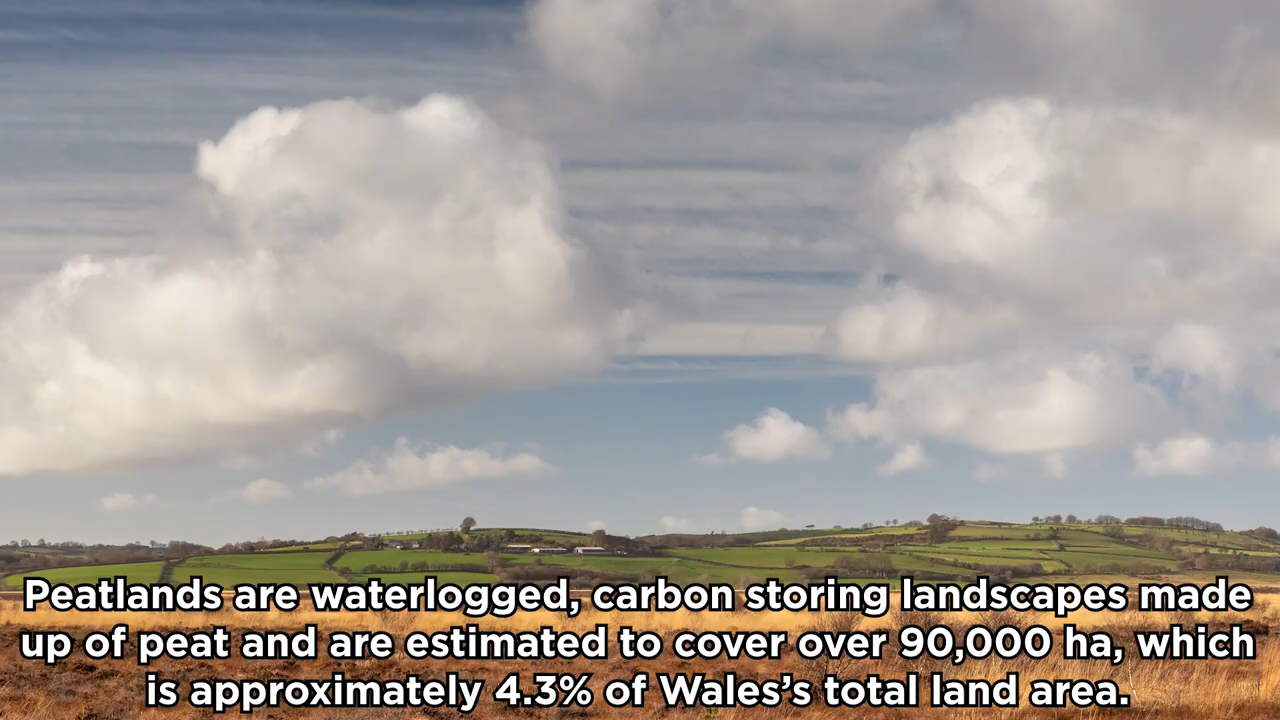 Peatlands are waterlogged, carbon storing landscapes made
up of peat and are estimated to cover over 90,000 ha, which
is approximately 4.3% of Wales’s total land area.